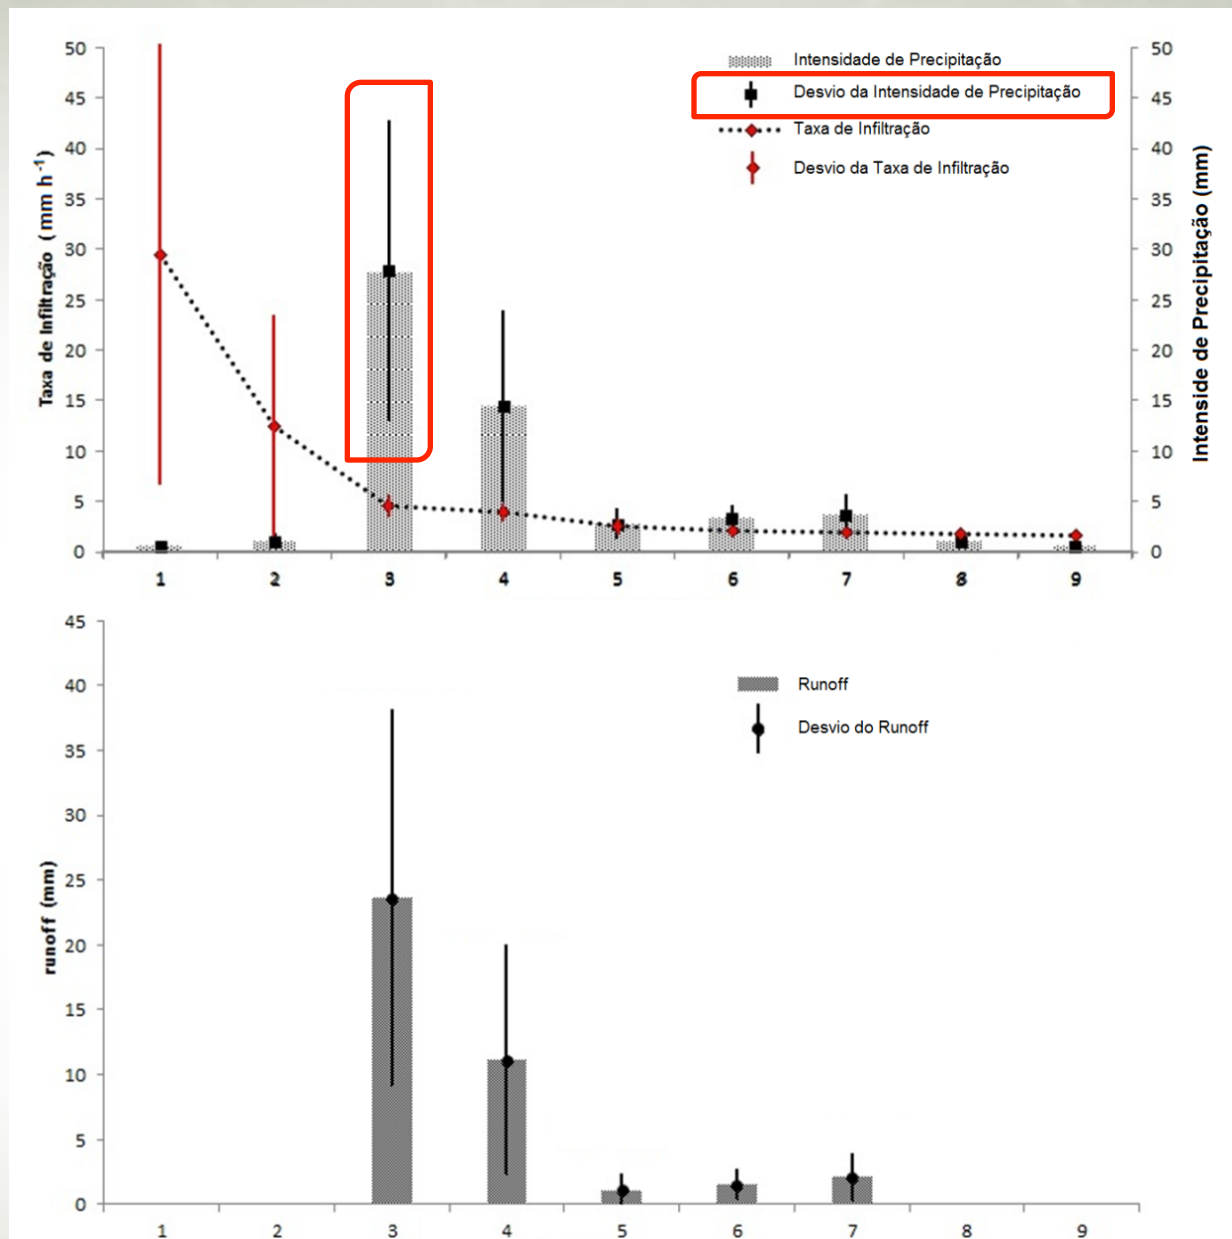 50
45
40
35
30
25
20
15
10
5
0
Taxa de Infiltração (mm h⁻¹)
Intensidade de Precipitação
Desvio da Intensidade de Precipitação
Taxa de Infiltração
Desvio da Taxa de Infiltração
50
45
40
35
30
25
20
15
10
5
0
Intenside de Precipitação (mm)
1 2 3 4 5 6 7 8 9
45
40
35
30
25
20
15
10
5
0
runoff (mm)
Runoff
Desvio do Runoff
1 2 3 4 5 6 7 8 9